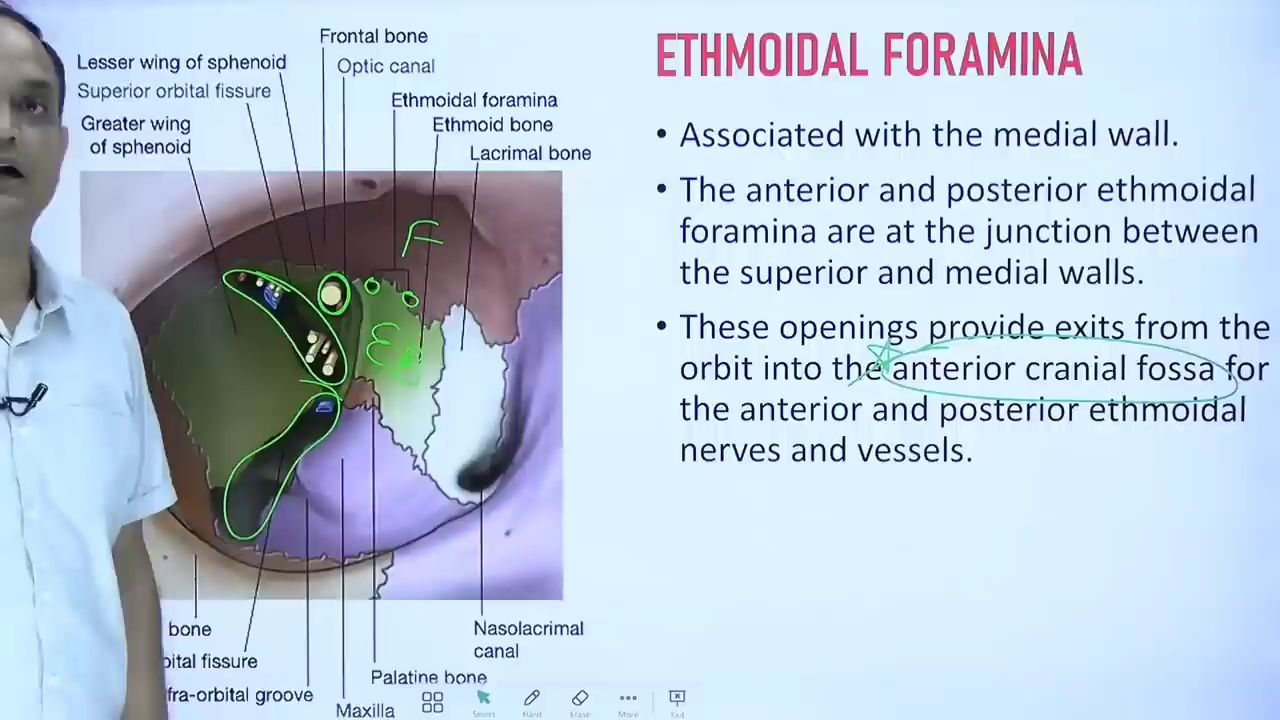 Frontal bone
Lesser wing of sphenoid
Optic canal
Superior orbital fissure
Ethmoidal foramina
Greater wing
of sphenoid
Ethmoid bone
Lacrimal bone
F
bone
bital fissure
fra-orbital groove
Maxilla
Palatine bone
Nasolacrimal
canal
ETHMOIDAL FORAMINA
• Associated with the medial wall.
• The anterior and posterior ethmoidal
foramina are at the junction between
the superior and medial walls.
• These openings provide exits from the
orbit into the anterior cranial fossa for
the anterior and posterior ethmoidal
nerves and vessels.
Select
Erase
More
Exit